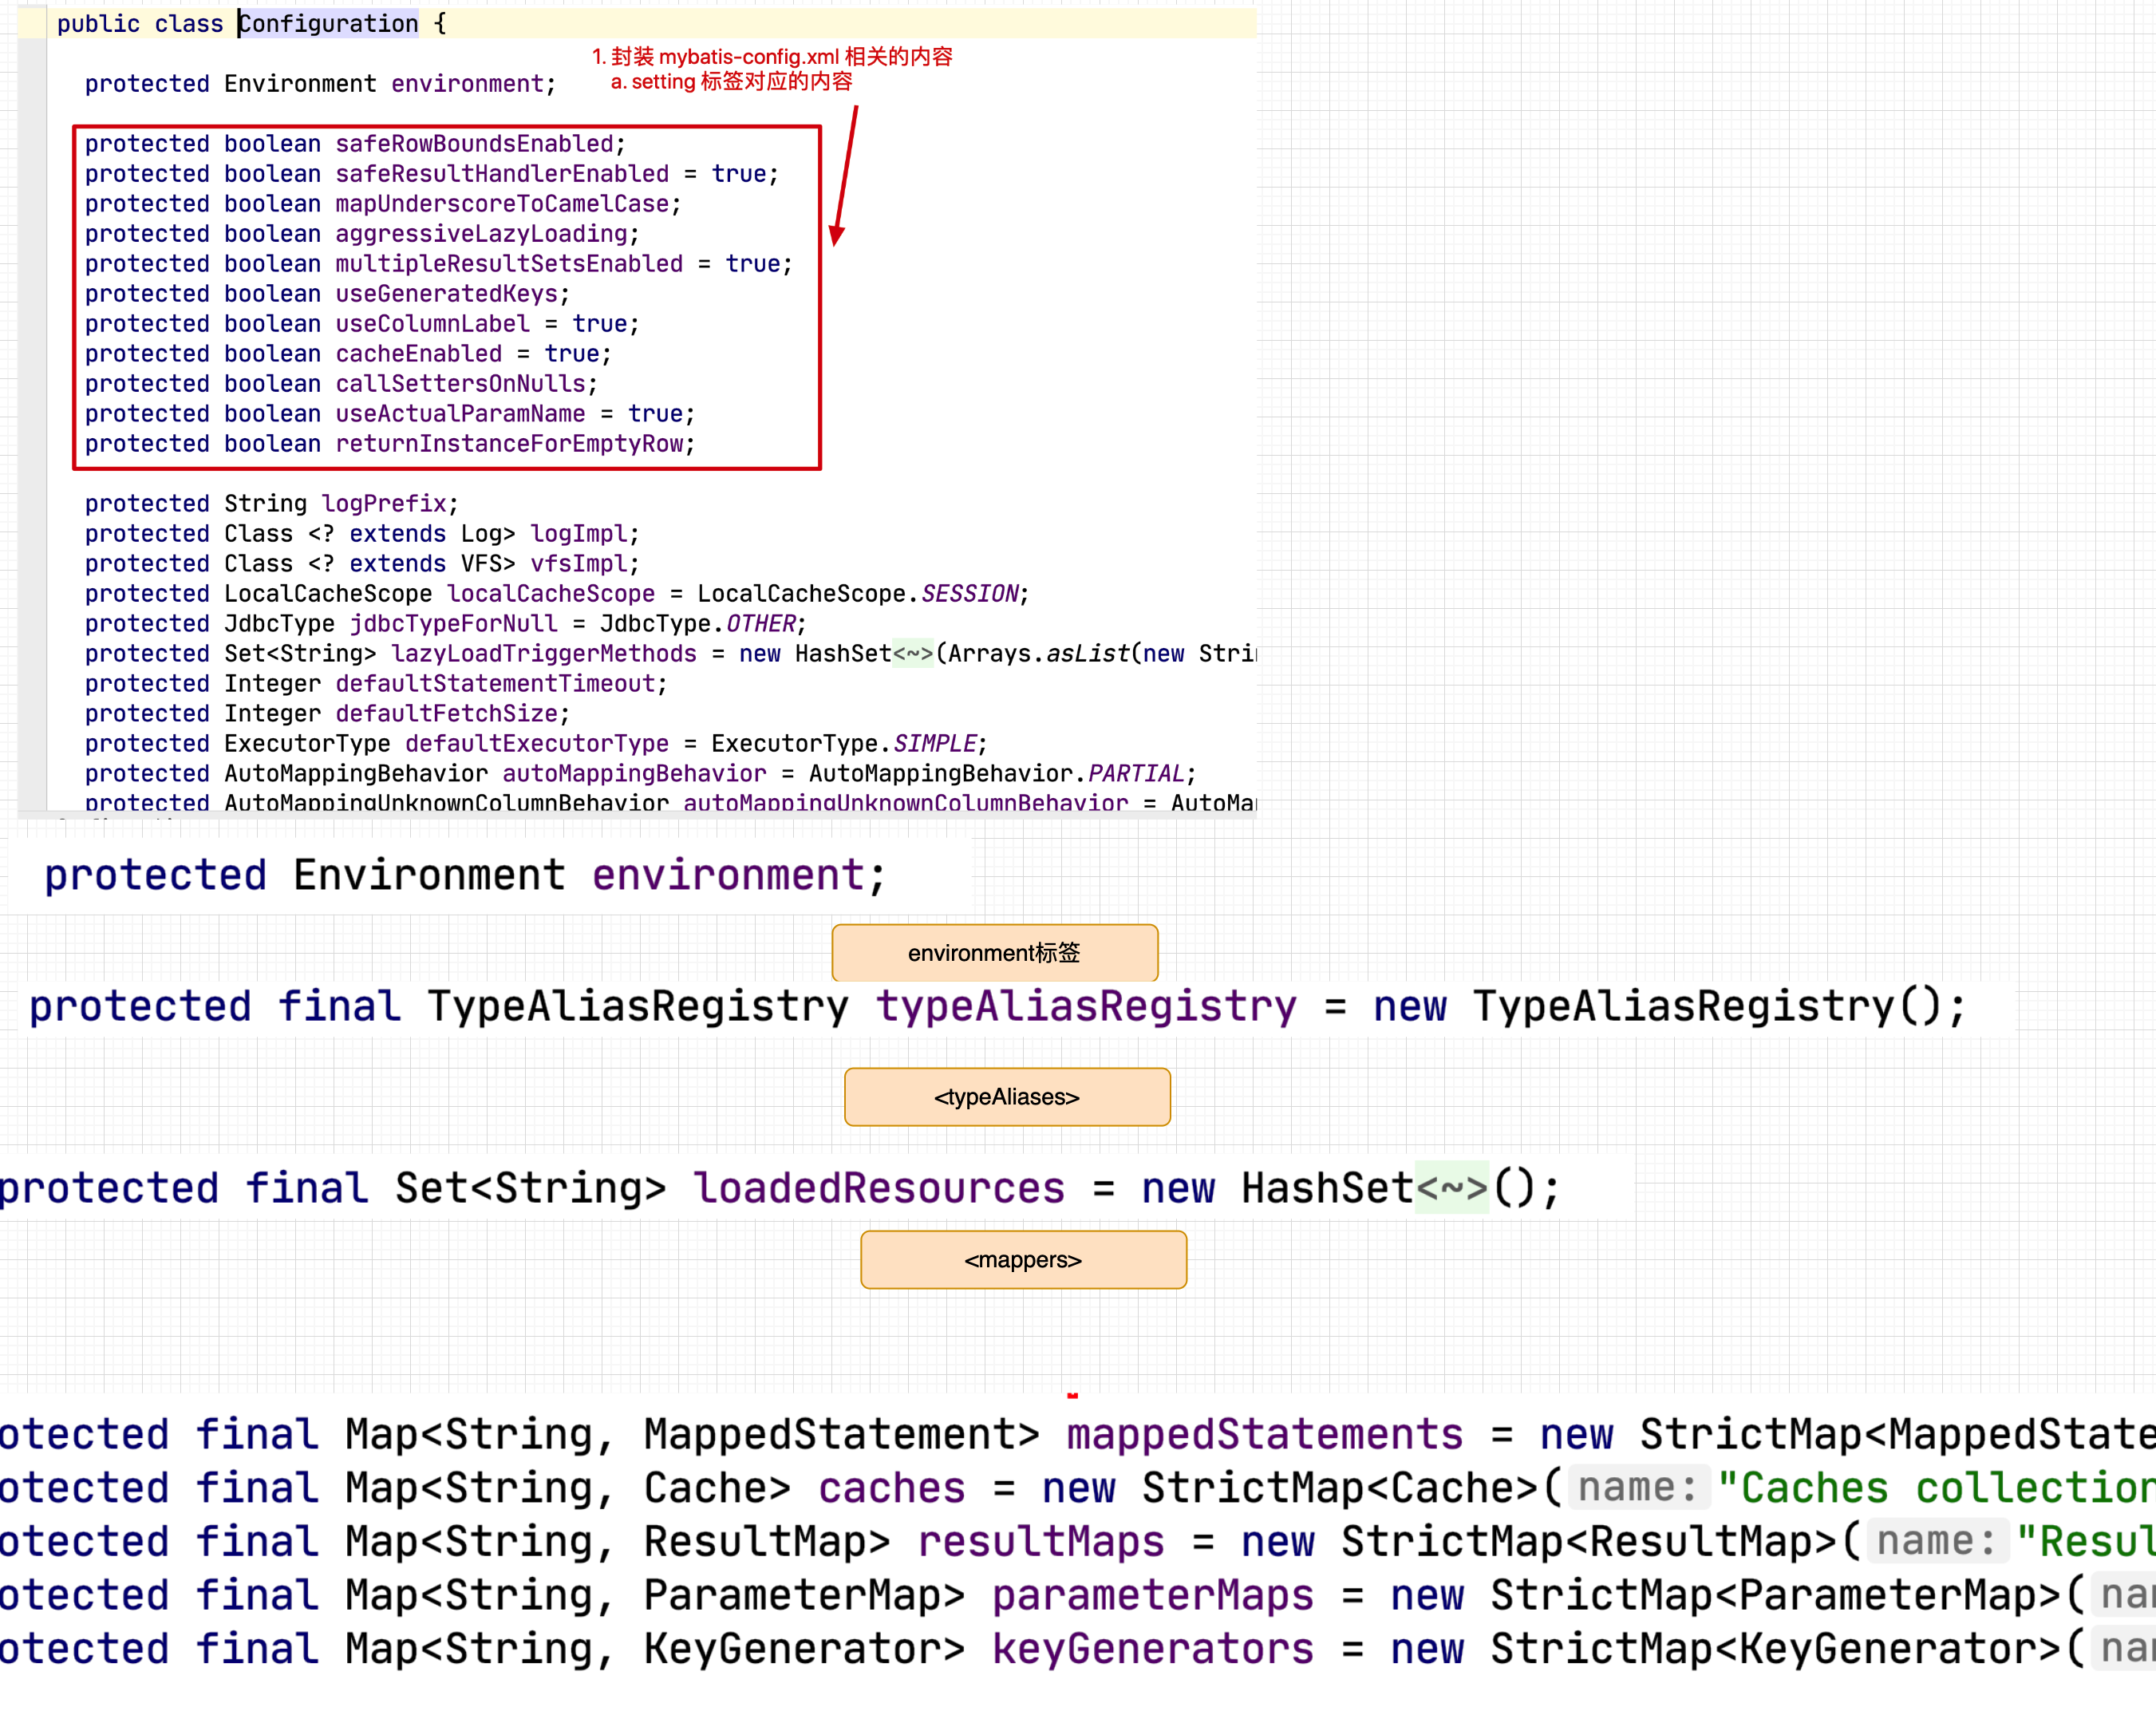 public class Configuration {
1. 封装 mybatis-config.xml 相关的内容
a. setting 标签对应的内容
protected Environment environment;
protected boolean safeRowBoundsEnabled;
protected boolean safeResultHandlerEnabled = true;
protected boolean mapUnderscoreToCamelCase;
protected boolean aggressiveLazyLoading;
protected boolean multipleResultSetsEnabled = true;
protected boolean useGeneratedKeys;
protected boolean useColumnLabel = true;
protected boolean cacheEnabled = true;
protected boolean callSettersOnNulls;
protected boolean useActualParamName = true;
protected boolean returnInstanceForEmptyRow;
protected String logPrefix;
protected Class <? extends Log> logImpl;
protected Class <? extends VFS> vfsImpl;
protected LocalCacheScope localCacheScope = LocalCacheScope.SESSION;
protected JdbcType jdbcTypeForNull = JdbcType.OTHER;
protected Set<String> lazyLoadTriggerMethods = new HashSet<~>(Arrays.asList(new Stri
protected Integer defaultStatementTimeout;
protected Integer defaultFetchSize;
protected ExecutorType defaultExecutorType = ExecutorType.SIMPLE;
protected AutoMappingBehavior autoMappingBehavior = AutoMappingBehavior.PARTIAL;
protected AutoMappingUnknownColumnBehavior autoMappingUnknownColumnBehavior = AutoMa
protected Environment environment;
environment标签
protected final TypeAliasRegistry typeAliasRegistry = new TypeAliasRegistry();
<typeAliases>
protected final Set<String> loadedResources = new HashSet<~>();
<mappers>
otected final Map<String, MappedStatement> mappedStatements = new StrictMap<MappedState
otected final Map<String, Cache> caches = new StrictMap<Cache>( name: "Caches collection
otected final Map<String, ResultMap> resultMaps = new StrictMap<ResultMap>( name: "Resul
otected final Map<String, ParameterMap> parameterMaps = new StrictMap<ParameterMap>( na
otected final Map<String, KeyGenerator> keyGenerators = new StrictMap<KeyGenerator>( na